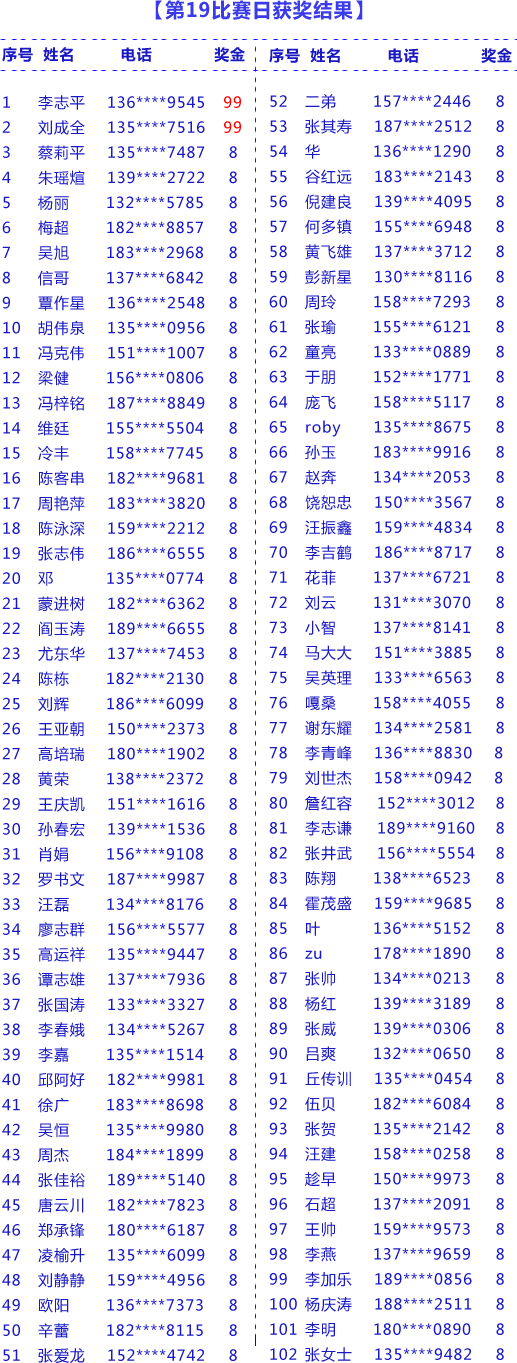 【第19比赛日获奖结果】
序号 姓名 电话 奖金
1 李志平 136****9545 99
2 刘成全 135****7516 99
3 蔡莉平 135****7487 8
4 朱瑶煊 139****2722 8
5 杨丽 132****5785 8
6 梅超 182****8857 8
7 吴旭 183****2968 8
8 信哥 137****6842 8
9 覃作星 136****2548 8
10 胡伟泉 135****0956 8
11 冯克伟 151****1007 8
12 梁健 156****0806 8
13 冯梓铭 187****8849 8
14 维廷 155****5504 8
15 冷丰 158****7745 8
16 陈客串 182****9681 8
17 周艳萍 183****3820 8
18 陈泳深 159****2212 8
19 张志伟 186****6555 8
20 邓 135****0774 8
21 蒙进树 182****6362 8
22 阎玉涛 189****6655 8
23 尤东华 137****7453 8
24 陈栋 182****2130 8
25 刘辉 186****6099 8
26 王亚朝 150****2373 8
27 高培瑞 180****1902 8
28 黄荣 138****2372 8
29 王庆凯 151****1616 8
30 孙春宏 139****1536 8
31 肖娟 156****9108 8
32 罗书文 187****9987 8
33 汪磊 134****8176 8
34 廖志群 156****5577 8
35 高运祥 135****9447 8
36 谭志雄 137****7936 8
37 张国涛 133****3327 8
38 李春娥 134****5267 8
39 李嘉 135****1514 8
40 邱阿好 182****9981 8
41 徐广 183****8698 8
42 吴恒 135****9980 8
43 周杰 184****1899 8
44 张佳裕 189****5140 8
45 唐云川 182****7823 8
46 郑承锋 180****6187 8
47 凌榆升 135****6099 8
48 刘静静 159****4956 8
49 欧阳 136****7373 8
50 辛蕾 182****8115 8
51 张爱龙 152****4742 8
序号 姓名 电话 奖金
52 二弟 157****2446 8
53 张其寿 187****2512 8
54 华 136****1290 8
55 谷红远 183****2143 8
56 倪建良 139****4095 8
57 何多镇 155****6948 8
58 黄飞雄 137****3712 8
59 彭新星 130****8116 8
60 周玲 158****7293 8
61 张瑜 155****6121 8
62 童亮 133****0889 8
63 于朋 152****1771 8
64 庞飞 158****5117 8
65 roby 135****8675 8
66 孙玉 183****9916 8
67 赵奔 134****2053 8
68 饶恕忠 150****3567 8
69 汪振鑫 159****4834 8
70 李吉鹤 186****8717 8
71 花菲 137****6721 8
72 刘云 131****3070 8
73 小智 137****8141 8
74 马大大 151****3885 8
75 吴英理 133****6563 8
76 嘎桑 158****4055 8
77 谢东耀 134****2581 8
78 李青峰 136****8830 8
79 刘世杰 158****0942 8
80 詹红容 152****3012 8
81 李志谦 189****9160 8
82 张井武 156****5554 8
83 陈翔 138****6523 8
84 霍茂盛 159****9685 8
85 叶 136****5152 8
86 zu 178****1890 8
87 张帅 134****0213 8
88 杨红 139****3189 8
89 张威 139****0306 8
90 吕爽 132****0650 8
91 丘传训 135****0454 8
92 伍贝 182****6084 8
93 张贺 135****2142 8
94 汪建 158****0258 8
95 趁早 150****9973 8
96 石超 137****2091 8
97 王帅 159****9573 8
98 李燕 137****9659 8
99 李加乐 189****0856 8
100 杨庆涛 188****2511 8
101 李明 180****0890 8
102 张女士 135****9482 8